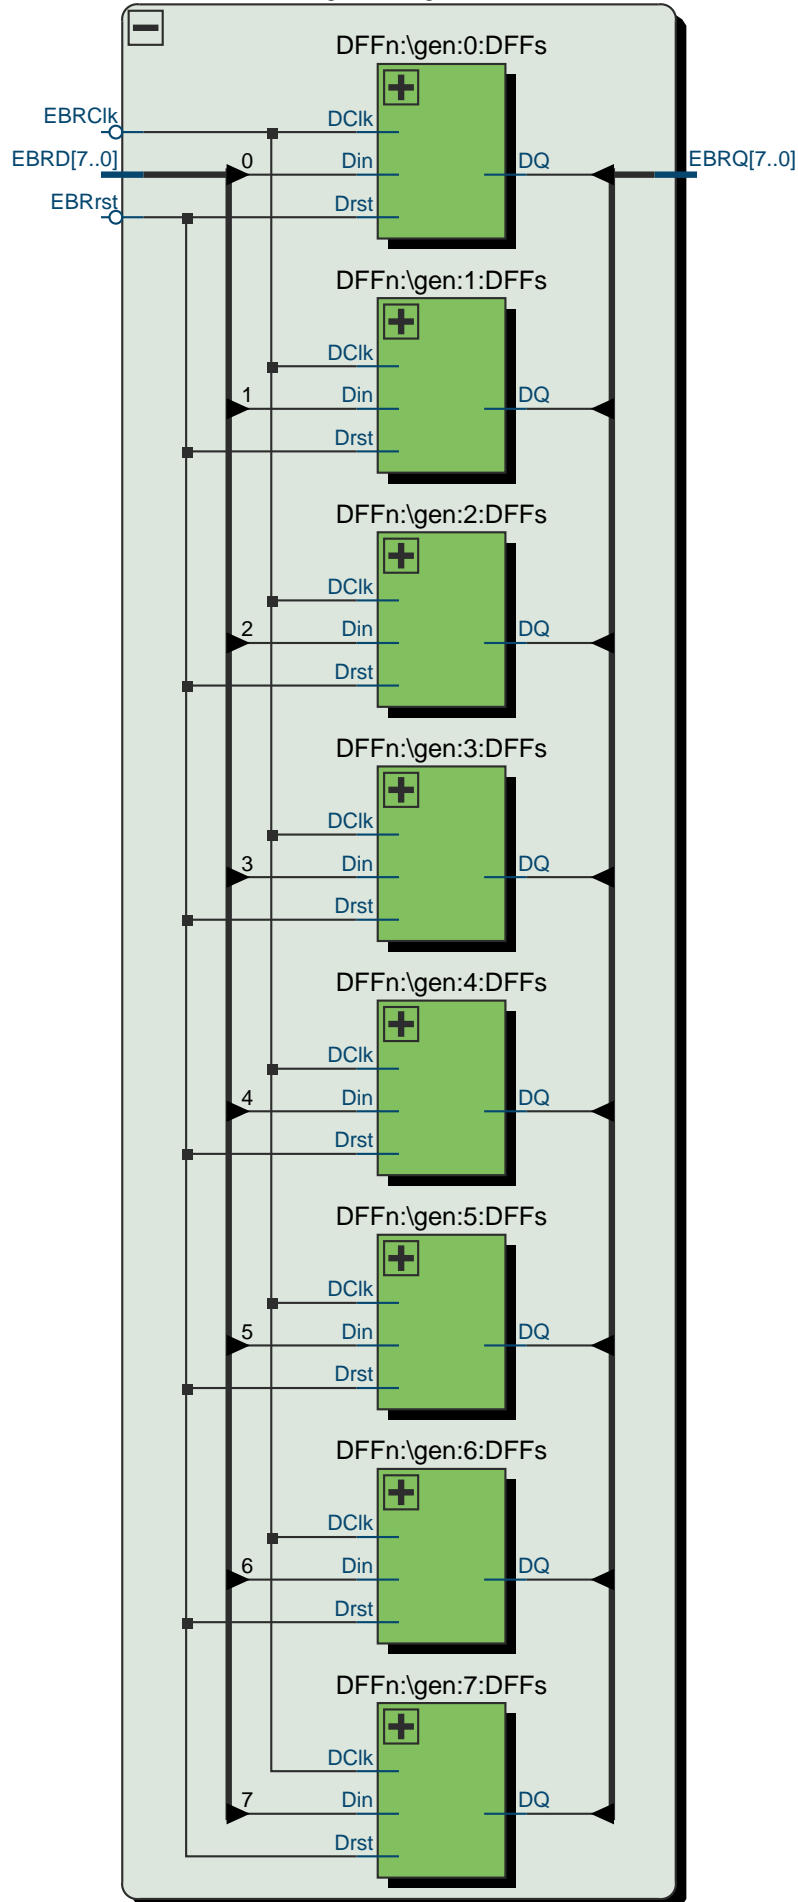 DFFn:\gen:0:DFFs
EBRClk
DClk
EBRD[7..0]
0
Din
DQ
EBRQ[7..0]
EBRrst
Drst
DFFn:\gen:1:DFFs
DClk
1
Din
DQ
Drst
DFFn:\gen:2:DFFs
DClk
2
Din
DQ
Drst
DFFn:\gen:3:DFFs
DClk
3
Din
DQ
Drst
DFFn:\gen:4:DFFs
DClk
4
Din
DQ
Drst
DFFn:\gen:5:DFFs
DClk
5
Din
DQ
Drst
DFFn:\gen:6:DFFs
DClk
6
Din
DQ
Drst
DFFn:\gen:7:DFFs
DClk
7
Din
DQ
Drst